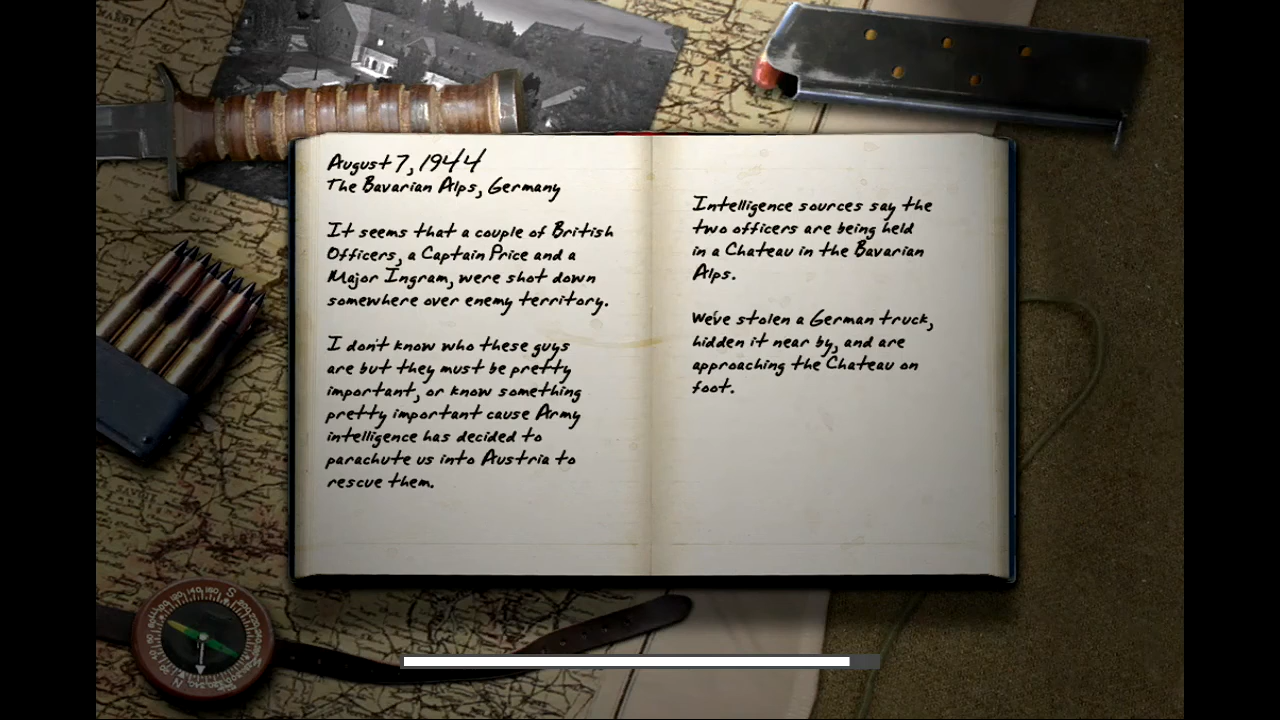 August 7, 1944
The Bavarian Alps, Germany
It seems that a couple of British
Officers, a Captain Price and a
Major Ingram, were shot down
somewhere over enemy territory.
I don't know who these guys
are but they must be pretty
important, or know something
pretty important cause Army
intelligence has decided to
parachute us into Austria to
rescue them.
Intelligence sources say the
two officers are being held
in a Chateau in the Bavarian
Alps.
We've stolen a German truck,
hidden it near by, and are
approaching the Chateau on
foot.